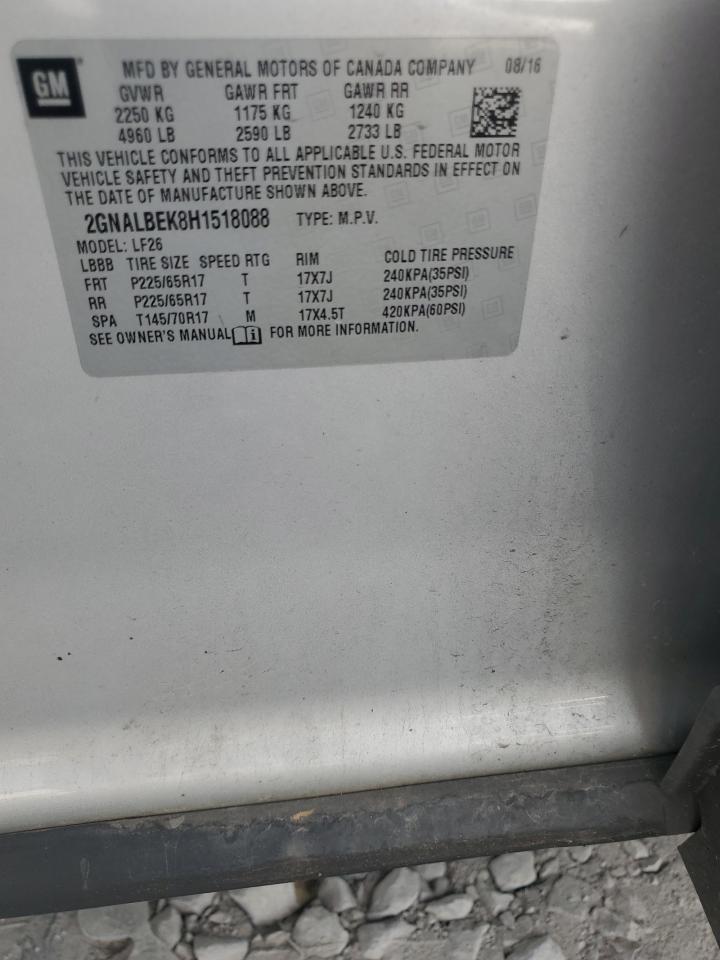 GM
MFD BY GENERAL MOTORS OF CANADA COMPANY 08/16
GVWR GAWR FRT GAWR RR
2250 KG 1175 KG 1240 KG
4960 LB 2590 LB 2733 LB
THIS VEHICLE CONFORMS TO ALL APPLICABLE U.S. FEDERAL MOTOR
VEHICLE SAFETY AND THEFT PREVENTION STANDARDS IN EFFECT ON
THE DATE OF MANUFACTURE SHOWN ABOVE.
2GNALBEK8H1518088 TYPE: M.P.V.
MODEL: LF26
LBBB TIRE SIZE SPEED RTG RIM COLD TIRE PRESSURE
FRT P225/65R17 T 17X7J 240KPA(35PSI)
RR P225/65R17 T 17X7J 240KPA(35PSI)
SPA T145/70R17 M 17X4.5T 420KPA(60PSI)
SEE OWNER'S MANUAL FOR MORE INFORMATION.